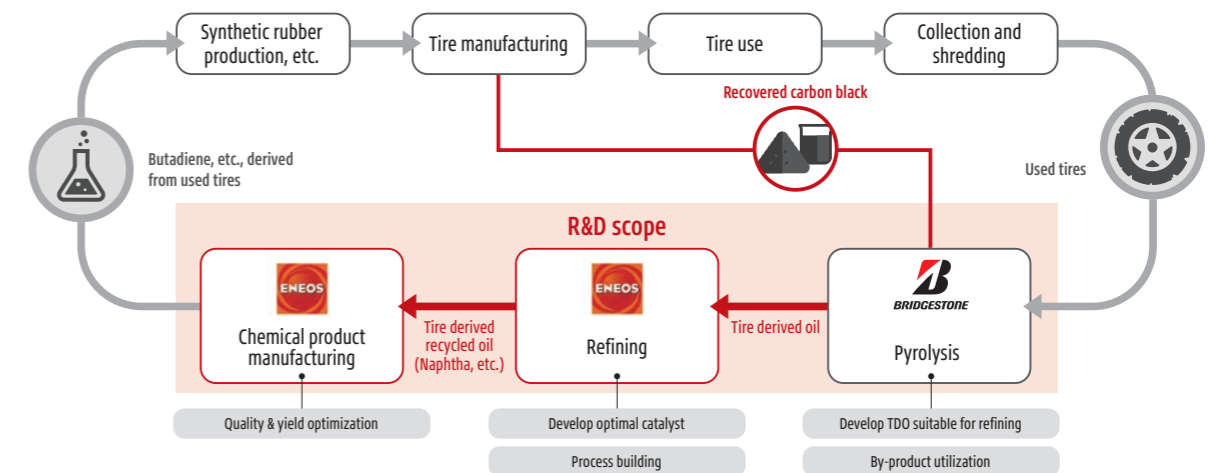 Synthetic rubber
production, etc.
Tire manufacturing
Tire use
Collection and
shredding
Recovered carbon black
Butadiene, etc., derived
from used tires
Used tires
R&D scope
ENEOS
Chemical product
manufacturing
Tire derived
recycled oil
(Naphtha, etc.)
ENEOS
Refining
Tire derived oil
BRIDGESTONE
Pyrolysis
Quality & yield optimization
Develop optimal catalyst
Process building
Develop TDO suitable for refining
By-product utilization